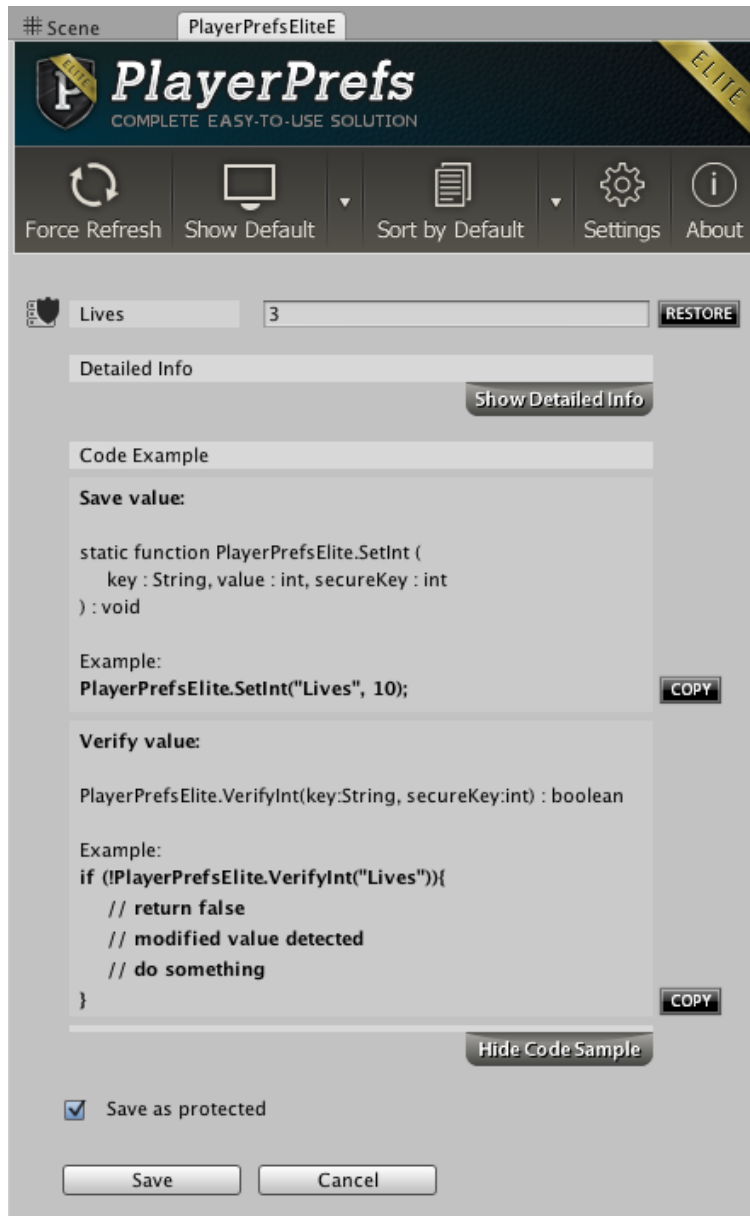 Scene PlayerPrefsEliteE
ELITE PlayerPrefs ELITE
COMPLETE EASY-TO-USE SOLUTION
Force Refresh Show Default Sort by Default Settings About
Lives 3 RESTORE
Detailed Info
Show Detailed Info
Code Example
Save value:
static function PlayerPrefsElite.SetInt (
key : String, value : int, secureKey : int
) : void
Example:
PlayerPrefsElite.SetInt("Lives", 10); COPY
Verify value:
PlayerPrefsElite.VerifyInt(key:String, secureKey:int) : boolean
Example:
if (!PlayerPrefsElite.VerifyInt("Lives")){
// return false
// modified value detected
// do something
} COPY
Hide Code Sample
Save as protected
Save Cancel